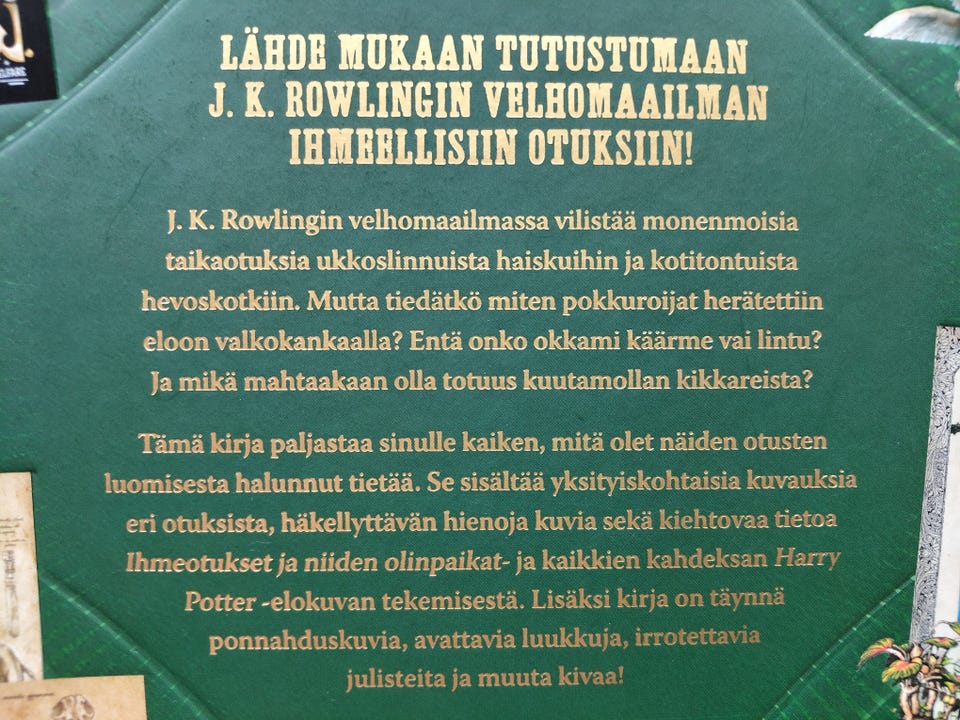 LÄHDE MUKAAN TUTUSTUMAAN
J. K. ROWLINGIN VELHOMAAILMAN
IHMEELLISIIN OTUKSIIN!
J. K. Rowlingin velhomaailmassa vilistää monenmoisia
taikaotuksia ukkoslinnuista haiskuihin ja kotitontuista
hevoskotkiin. Mutta tiedätkö miten pokkuroijat herätettiin
eloon valkokankaalla? Entä onko okkami käärme vai lintu?
Ja mikä mahtaakaan olla totuus kuutamollan kikkareista?
Tämä kirja paljastaa sinulle kaiken, mitä olet näiden otusten
luomisesta halunnut tietää. Se sisältää yksityiskohtaisia kuvauksia
eri otuksista, häkellyttävän hienoja kuvia sekä kiehtovaa tietoa
Ihmeotukset ja niiden olinpaikat- ja kaikkien kahdeksan Harry
Potter -elokuvan tekemisestä. Lisäksi kirja on täynnä
ponnahduskuvia, avattavia luukkuja, irrotettavia
julisteita ja muuta kivaa!